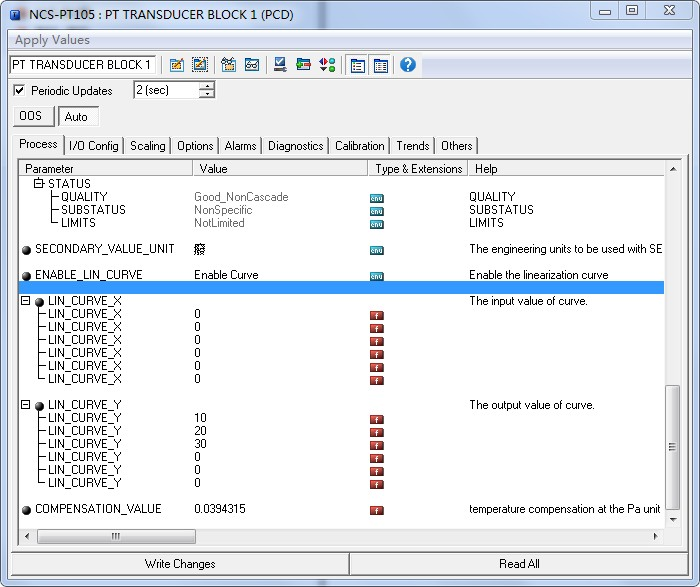 NCS-PT105 : PT TRANSDUCER BLOCK 1 (PCD)
Apply Values
PT TRANSDUCER BLOCK 1
Periodic Updates 2 (sec)
OOS Auto
Process I/O Config Scaling Options Alarms Diagnostics Calibration Trends Others
Parameter Value Type & Extensions Help
STATUS
QUALITY Good_NonCascade enu QUALITY
SUBSTATUS NonSpecific enu SUBSTATUS
LIMITS NotLimited enu LIMITS
SECONDARY_VALUE_UNIT enu The engineering units to be used with SE
ENABLE_LIN_CURVE Enable Curve enu Enable the linearization curve
LIN_CURVE_X The input value of curve.
LIN_CURVE_X 0 f
LIN_CURVE_X 0 f
LIN_CURVE_X 0 f
LIN_CURVE_X 0 f
LIN_CURVE_X 0 f
LIN_CURVE_X 0 f
LIN_CURVE_Y The output value of curve.
LIN_CURVE_Y 10 f
LIN_CURVE_Y 20 f
LIN_CURVE_Y 30 f
LIN_CURVE_Y 0 f
LIN_CURVE_Y 0 f
LIN_CURVE_Y 0 f
COMPENSATION_VALUE 0.0394315 f temperature compensation at the Pa unit
Write Changes Read All